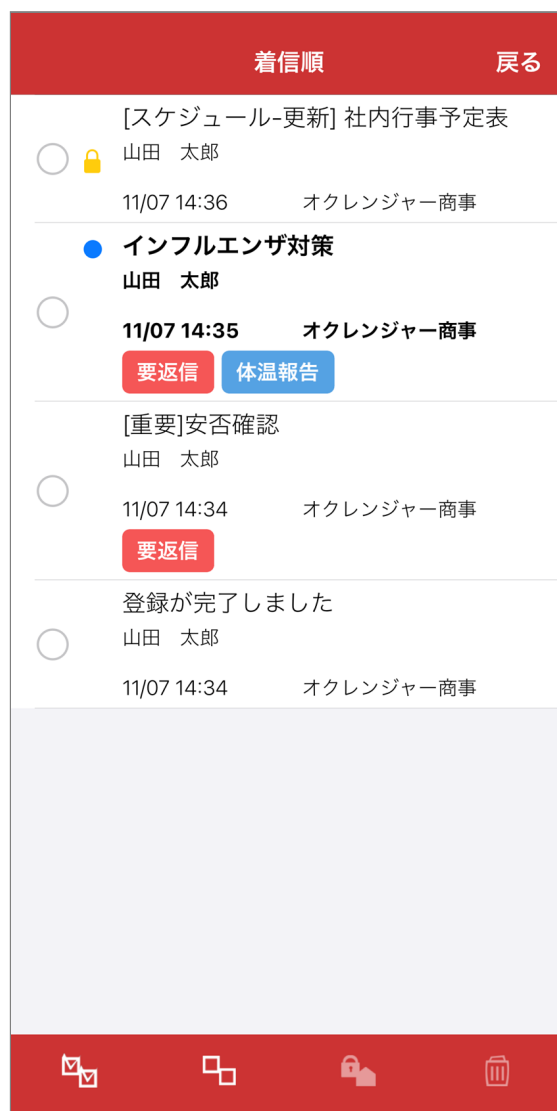 着信順 戻る
[スケジュール-更新] 社内行事予定表
山田　太郎
11/07 14:36 オクレンジャー商事
インフルエンザ対策
山田　太郎
11/07 14:35 オクレンジャー商事
要返信 体温報告
[重要]安否確認
山田　太郎
11/07 14:34 オクレンジャー商事
要返信
登録が完了しました
山田　太郎
11/07 14:34 オクレンジャー商事